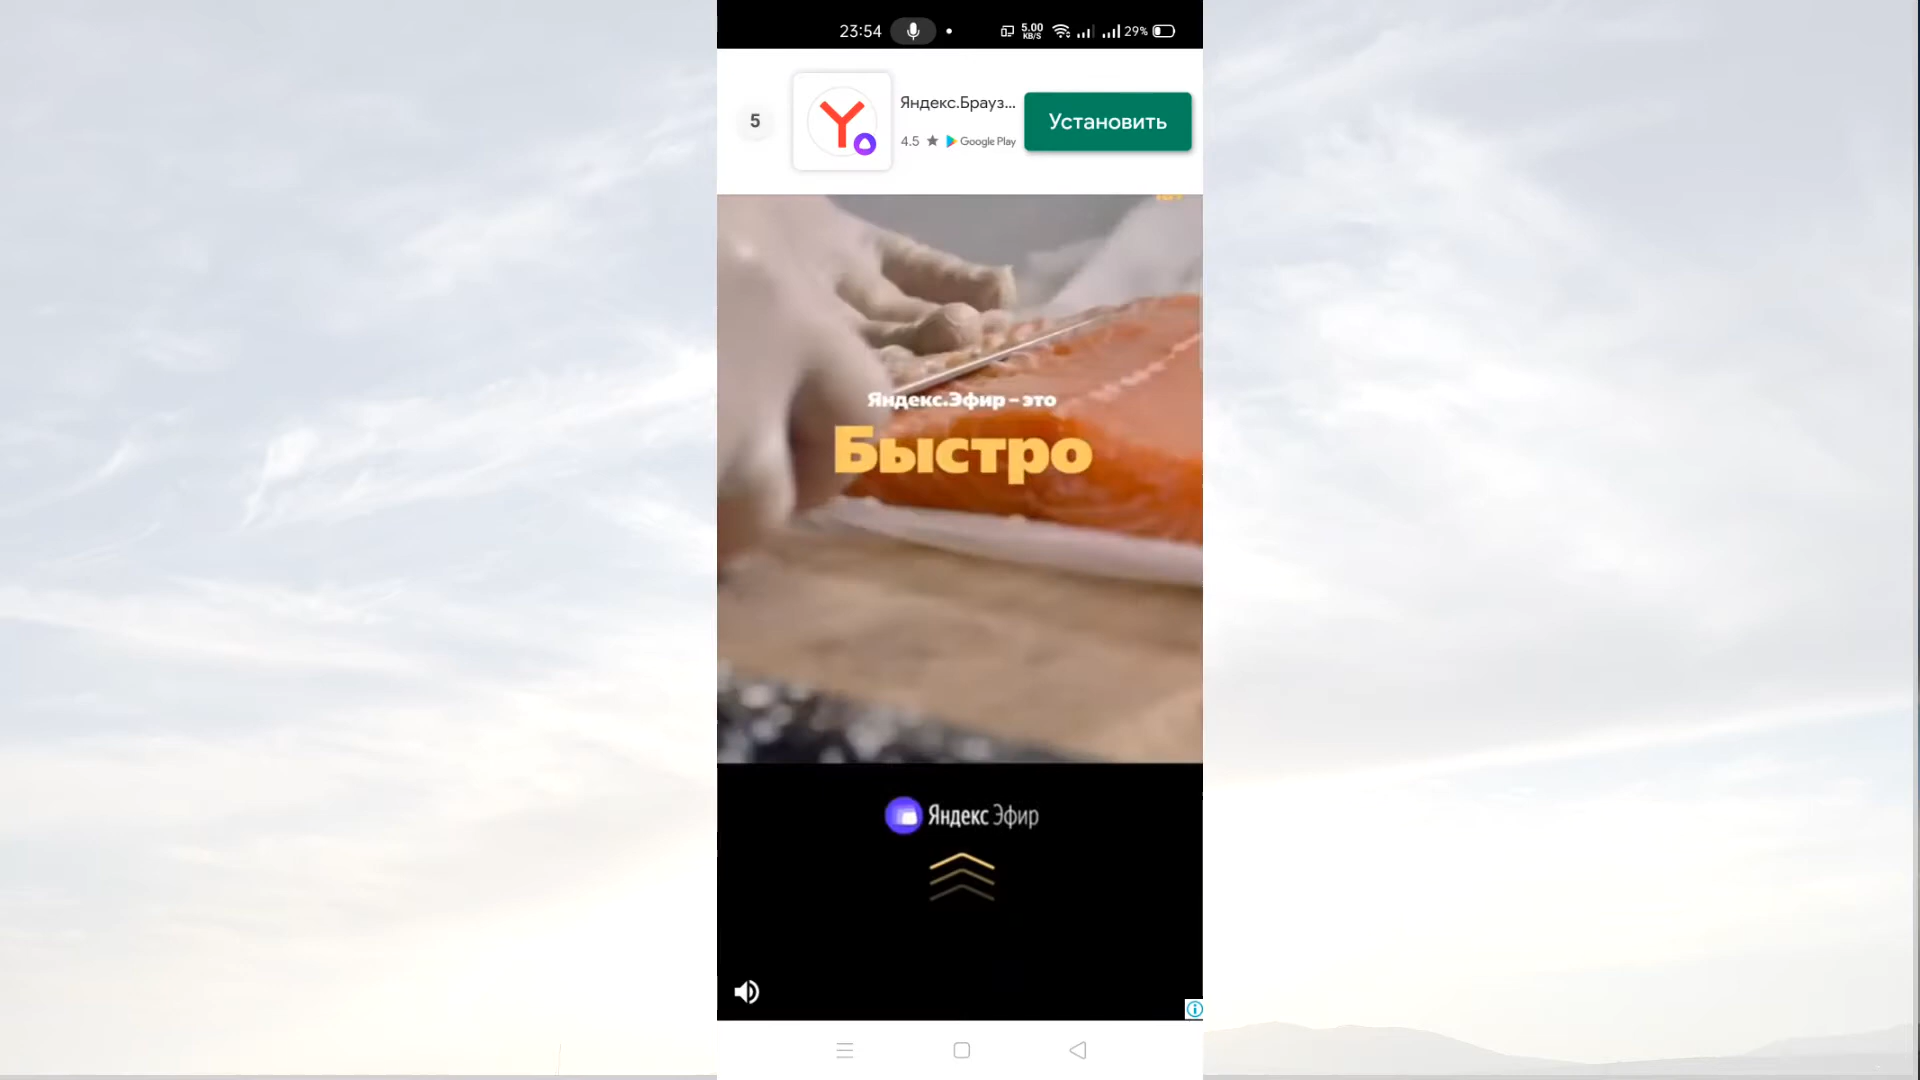 23:54
5.00
KB/S
29%
5
Яндекс.Брауз...
4.5 ★ Google Play
Установить
Яндекс.Эфир – это
Быстро
Яндекс Эфир